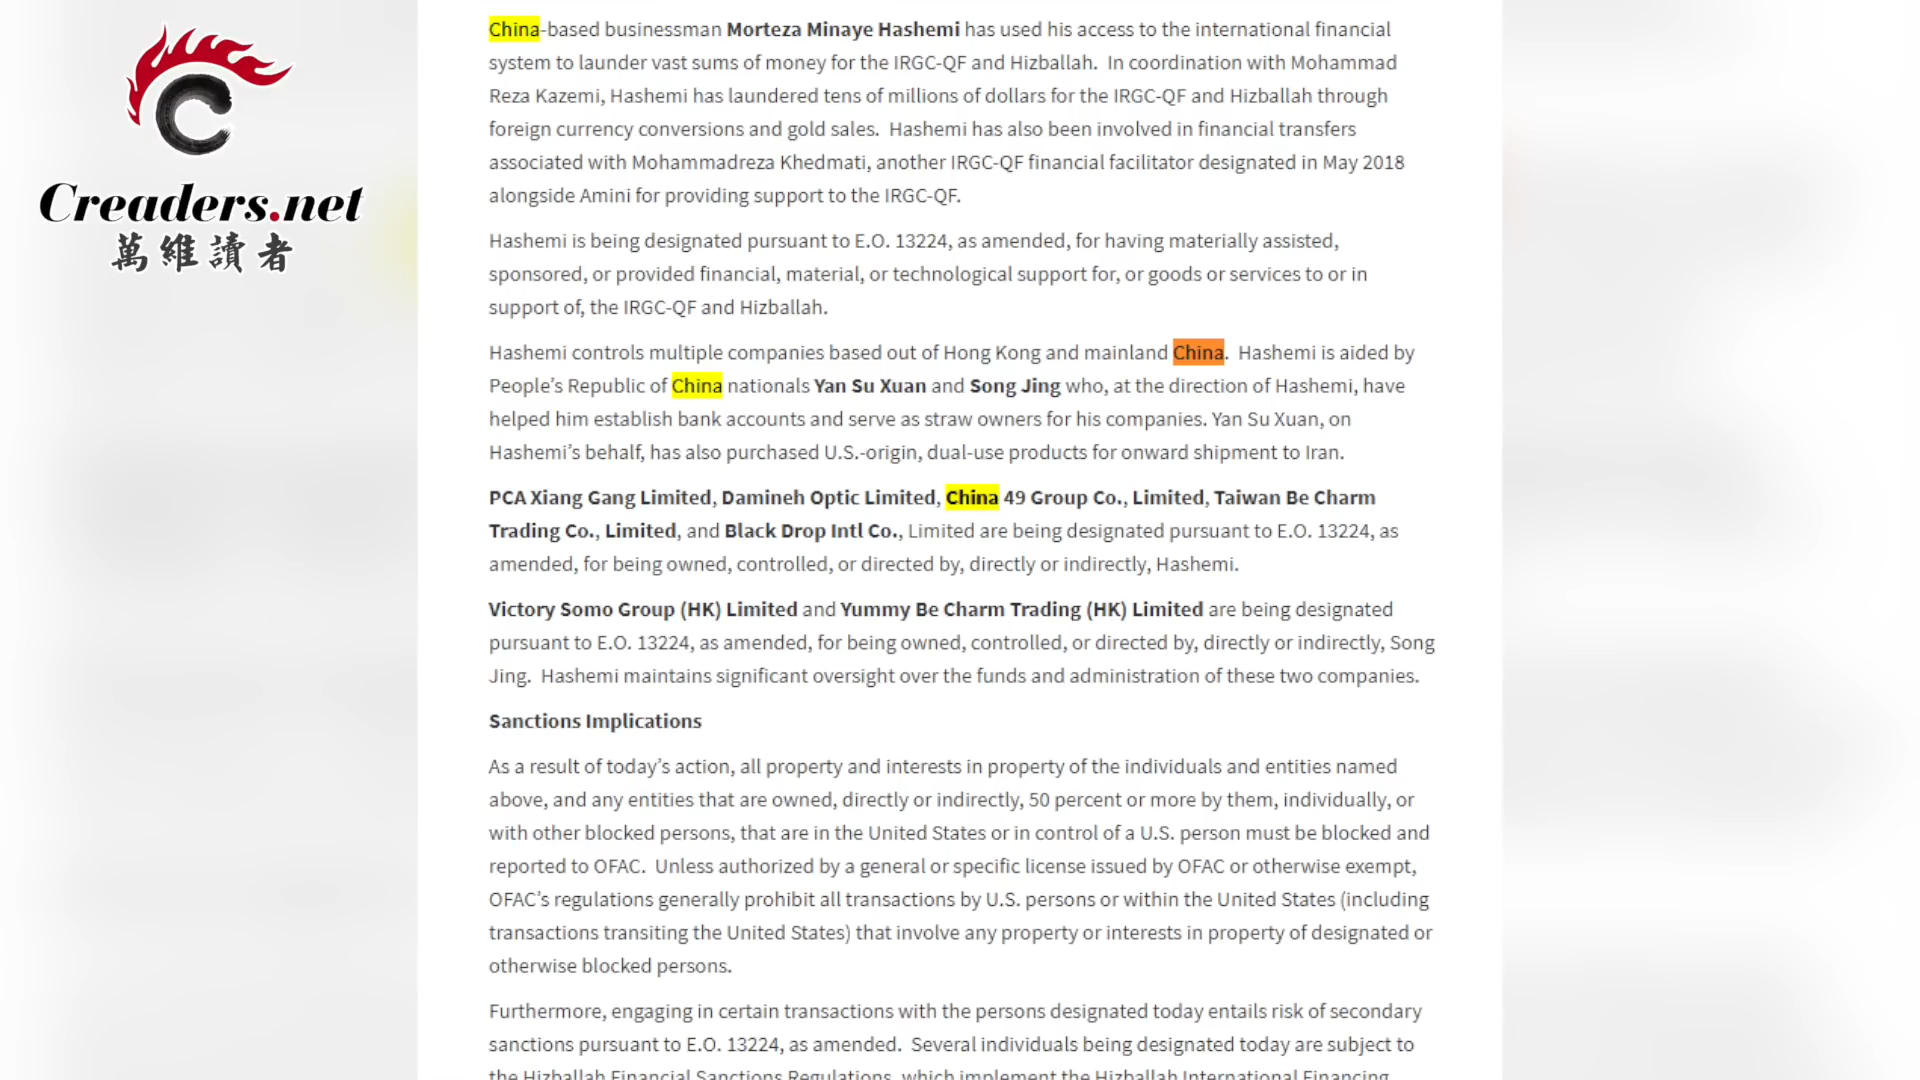 Creaders.net
萬維讀者
China-based businessman Morteza Minaye Hashemi has used his access to the international financial
system to launder vast sums of money for the IRGC-QF and Hizballah. In coordination with Mohammad
Reza Kazemi, Hashemi has laundered tens of millions of dollars for the IRGC-QF and Hizballah through
foreign currency conversions and gold sales. Hashemi has also been involved in financial transfers
associated with Mohammadreza Khedmati, another IRGC-QF financial facilitator designated in May 2018
alongside Amini for providing support to the IRGC-QF.
Hashemi is being designated pursuant to E.O. 13224, as amended, for having materially assisted,
sponsored, or provided financial, material, or technological support for, or goods or services to or in
support of, the IRGC-QF and Hizballah.
Hashemi controls multiple companies based out of Hong Kong and mainland China. Hashemi is aided by
People’s Republic of China nationals Yan Su Xuan and Song Jing who, at the direction of Hashemi, have
helped him establish bank accounts and serve as straw owners for his companies. Yan Su Xuan, on
Hashemi’s behalf, has also purchased U.S.-origin, dual-use products for onward shipment to Iran.
PCA Xiang Gang Limited, Damineh Optic Limited, China 49 Group Co., Limited, Taiwan Be Charm
Trading Co., Limited, and Black Drop Intl Co., Limited are being designated pursuant to E.O. 13224, as
amended, for being owned, controlled, or directed by, directly or indirectly, Hashemi.
Victory Somo Group (HK) Limited and Yummy Be Charm Trading (HK) Limited are being designated
pursuant to E.O. 13224, as amended, for being owned, controlled, or directed by, directly or indirectly, Song
Jing. Hashemi maintains significant oversight over the funds and administration of these two companies.
Sanctions Implications
As a result of today’s action, all property and interests in property of the individuals and entities named
above, and any entities that are owned, directly or indirectly, 50 percent or more by them, individually, or
with other blocked persons, that are in the United States or in control of a U.S. person must be blocked and
reported to OFAC. Unless authorized by a general or specific license issued by OFAC or otherwise exempt,
OFAC’s regulations generally prohibit all transactions by U.S. persons or within the United States (including
transactions transiting the United States) that involve any property or interests in property of designated or
otherwise blocked persons.
Furthermore, engaging in certain transactions with the persons designated today entails risk of secondary
sanctions pursuant to E.O. 13224, as amended. Several individuals being designated today are subject to
the Hizballah Financial Sanctions Regulations, which implement the Hizballah International Financing